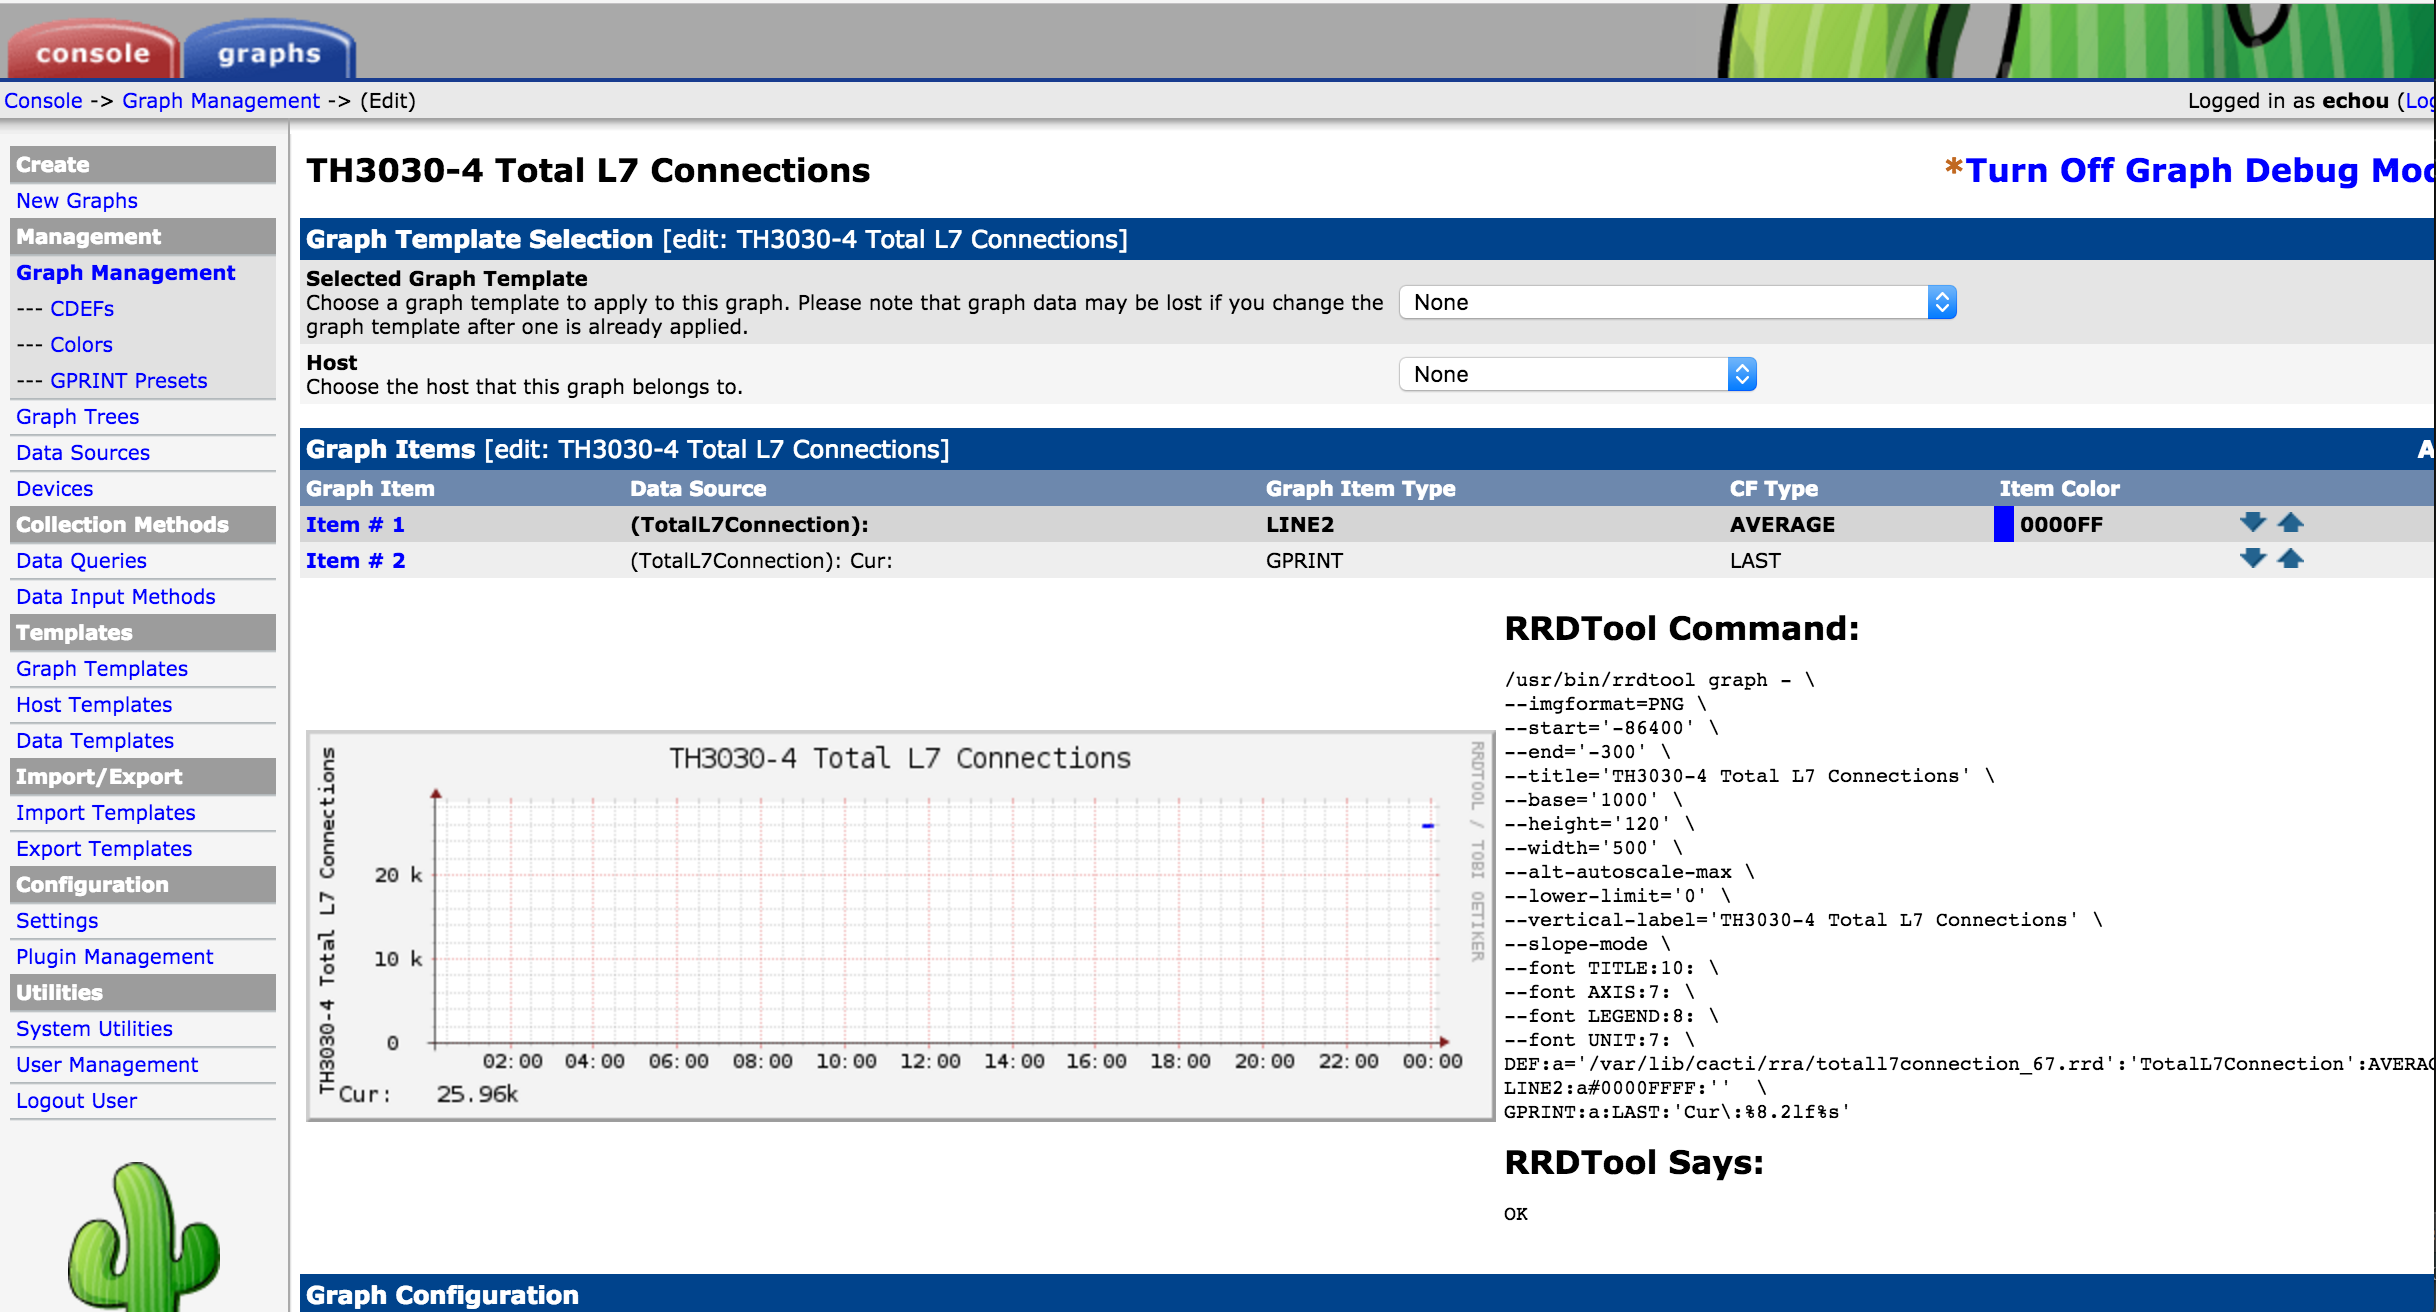 console
graphs
Console -> Graph Management -> (Edit)
Logged in as echou (Log
Create
New Graphs
Management
Graph Management
--- CDEFs
--- Colors
--- GPRINT Presets
Graph Trees
Data Sources
Devices
Collection Methods
Data Queries
Data Input Methods
Templates
Graph Templates
Host Templates
Data Templates
Import/Export
Import Templates
Export Templates
Configuration
Settings
Plugin Management
Utilities
System Utilities
User Management
Logout User
TH3030-4 Total L7 Connections
*Turn Off Graph Debug Mod
Graph Template Selection [edit: TH3030-4 Total L7 Connections]
Selected Graph Template
Choose a graph template to apply to this graph. Please note that graph data may be lost if you change the
graph template after one is already applied.
None
Host
Choose the host that this graph belongs to.
None
Graph Items [edit: TH3030-4 Total L7 Connections]
A
Graph Item Data Source Graph Item Type CF Type Item Color
Item # 1 (TotalL7Connection): LINE2 AVERAGE 0000FF
Item # 2 (TotalL7Connection): Cur: GPRINT LAST
TH3030-4 Total L7 Connections
TH3030-4 Total L7 Connections
RRDTOOL / TOBI OETIKER
20 k
10 k
0
02:00 04:00 06:00 08:00 10:00 12:00 14:00 16:00 18:00 20:00 22:00 00:00
Cur: 25.96k
RRDTool Command:
/usr/bin/rrdtool graph - \
--imgformat=PNG \
--start='-86400' \
--end='-300' \
--title='TH3030-4 Total L7 Connections' \
--base='1000' \
--height='120' \
--width='500' \
--alt-autoscale-max \
--lower-limit='0' \
--vertical-label='TH3030-4 Total L7 Connections' \
--slope-mode \
--font TITLE:10: \
--font AXIS:7: \
--font LEGEND:8: \
--font UNIT:7: \
DEF:a='/var/lib/cacti/rra/totall7connection_67.rrd':'TotalL7Connection':AVERAG
LINE2:a#0000FFFF:''  \
GPRINT:a:LAST:'Cur\:%8.2lf%s'
RRDTool Says:
OK
Graph Configuration